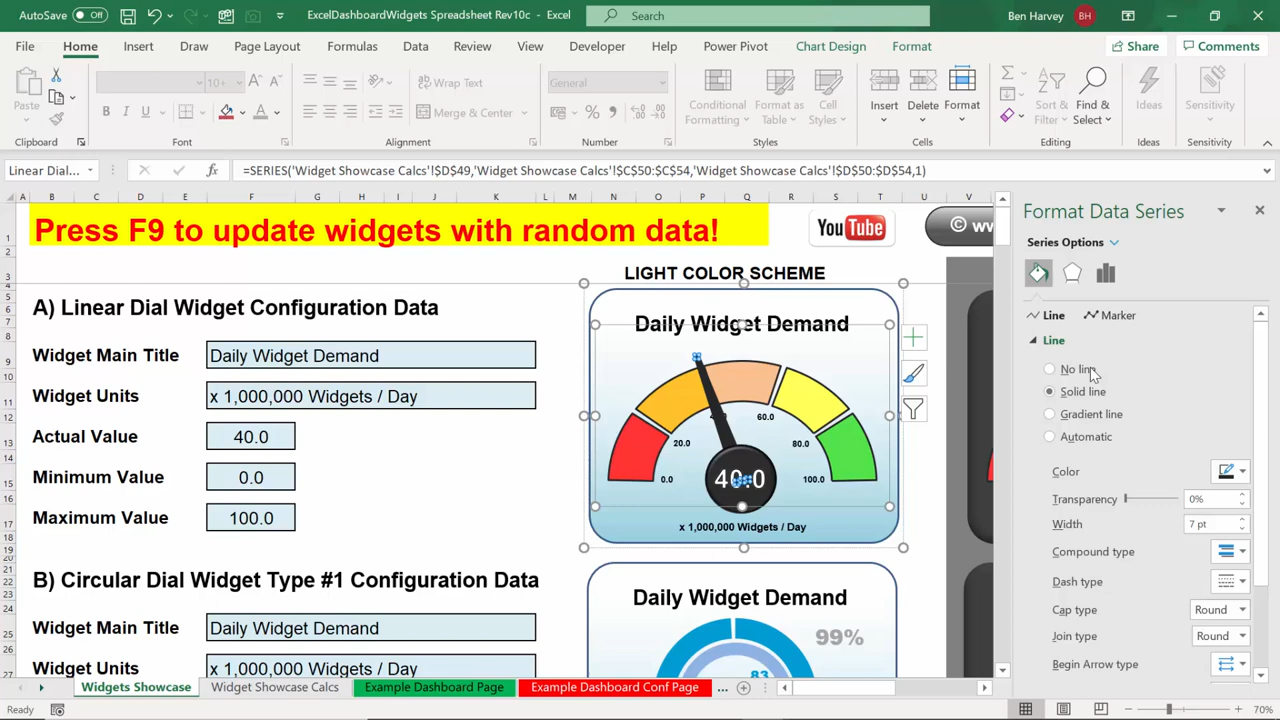 AutoSave Off ExcelDashboardWidgets Spreadsheet Rev10c - Excel Search Ben Harvey BH
File Home Insert Draw Page Layout Formulas Data Review View Developer Help Power Pivot Chart Design Format Share Comments
Paste 10 A A Wrap Text General Conditional Formatting Format as Table Cell Styles Insert Delete Format Sort & Filter Find & Select Ideas Sensitivity
B I U A Merge & Center % ,
Clipboard Font Alignment Number Styles Cells Editing Ideas Sensitivity
Linear Dial... fx =SERIES('Widget Showcase Calcs'!$D$49,'Widget Showcase Calcs'!$C$50:$C$54,'Widget Showcase Calcs'!$D$50:$D$54,1)
A B C D E F G H I J K L M N O P Q R S T U V
Press F9 to update widgets with random data!
YouTube
© ww
LIGHT COLOR SCHEME
A) Linear Dial Widget Configuration Data
Widget Main Title Daily Widget Demand
Widget Units x 1,000,000 Widgets / Day
Actual Value 40.0
Minimum Value 0.0
Maximum Value 100.0
Daily Widget Demand
60.0
20.0 80.0
0.0 40.0 100.0
x 1,000,000 Widgets / Day
B) Circular Dial Widget Type #1 Configuration Data
Widget Main Title Daily Widget Demand
Widget Units x 1,000,000 Widgets / Day
Daily Widget Demand
99%
83
Format Data Series
Series Options
Line Marker
Line
No line
Solid line
Gradient line
Automatic
Color
Transparency 0%
Width 7 pt
Compound type
Dash type
Cap type Round
Join type Round
Begin Arrow type
Widgets Showcase Widget Showcase Calcs Example Dashboard Page Example Dashboard Conf Page ...
Ready 70%